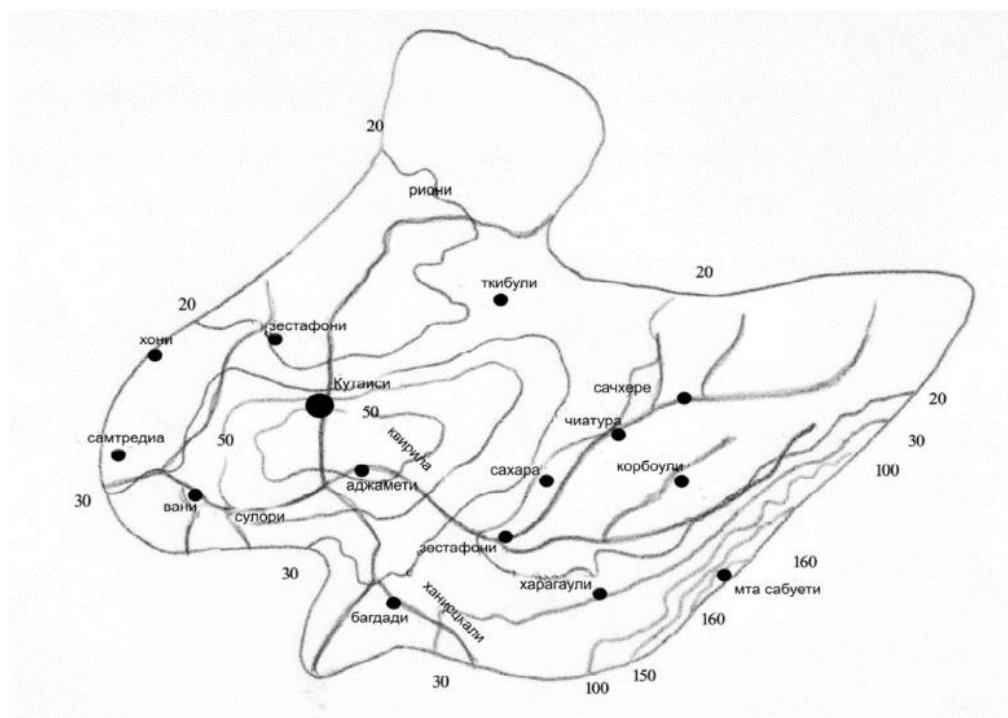 20
риони
20
ткибули
20
зестафони
хони
Кутаиси
сачхере
20
50
чиатура
50
30
самтредиа
квирила
100
корбоули
сахара
аджамети
30
вани
сулори
зестафони
160
30
харагаули
мта сабуети
ханисцкали
багдади
160
30
150
100